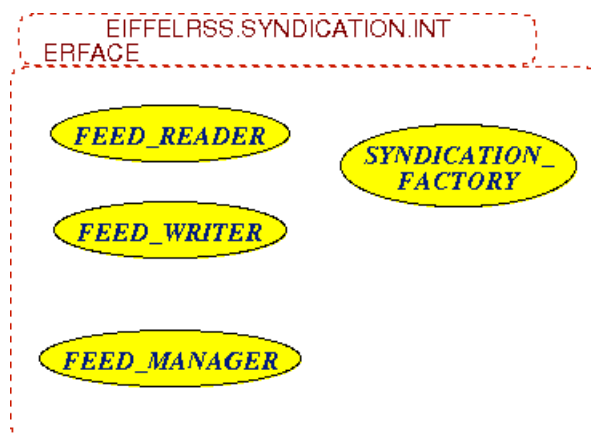 EIFFELRSS.SYNDICATION.INT
ERFACE
FEED_READER
SYNDICATION_
FACTORY
FEED_WRITER
FEED_MANAGER